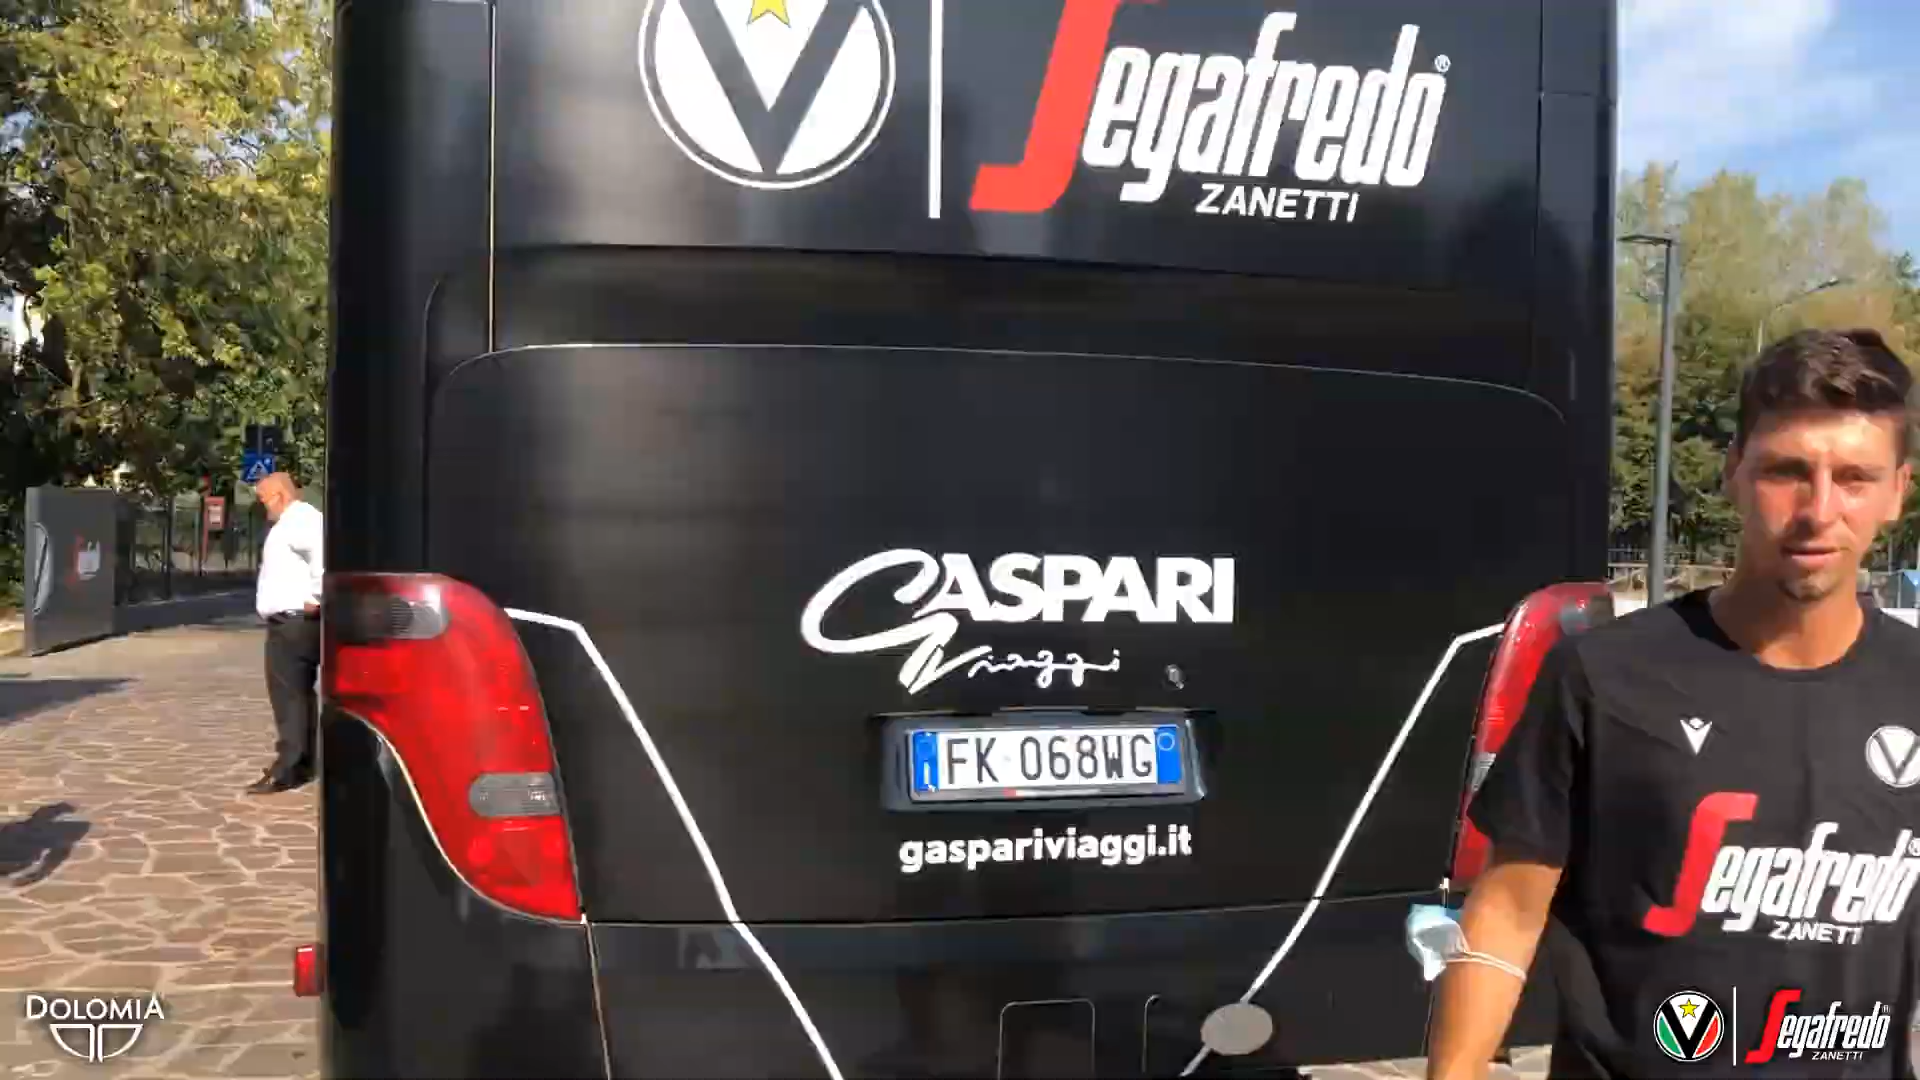 Segafredo®
ZANETTI
GASPARI
Viaggi
I FK 068WG
gaspariviaggi.it
Segafredo®
ZANETTI
DOLOMIA
Segafredo®
ZANETTI